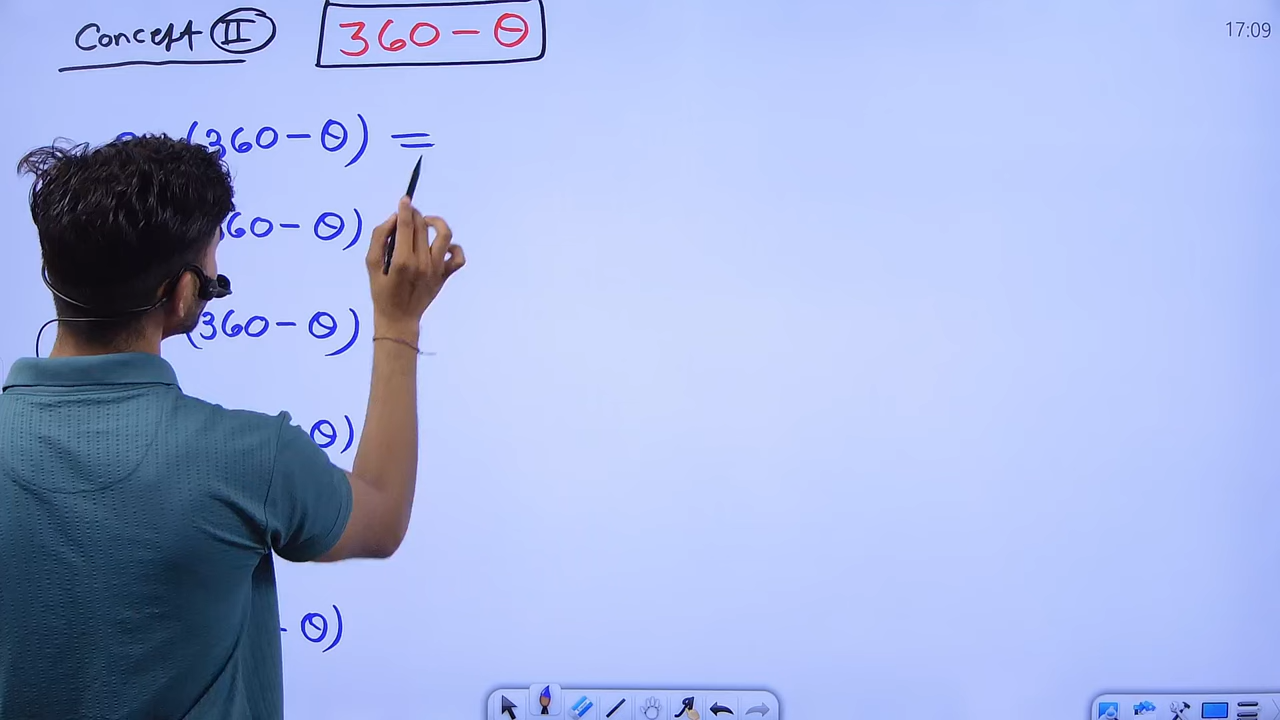 Concept II 360 - θ
17:09
(360 - θ) =
60 - θ)
(360 - θ)
θ)
- θ)